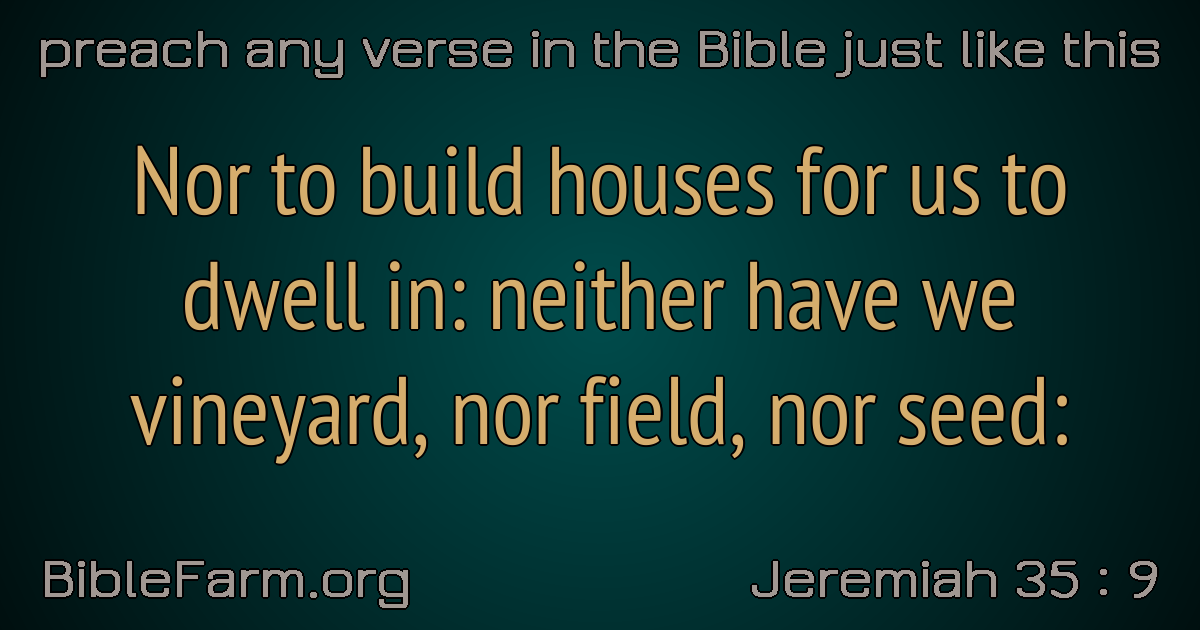 preach any verse in the Bible just like this
Nor to build houses for us to
dwell in: neither have we
vineyard, nor field, nor seed:
BibleFarm.org
Jeremiah 35 : 9